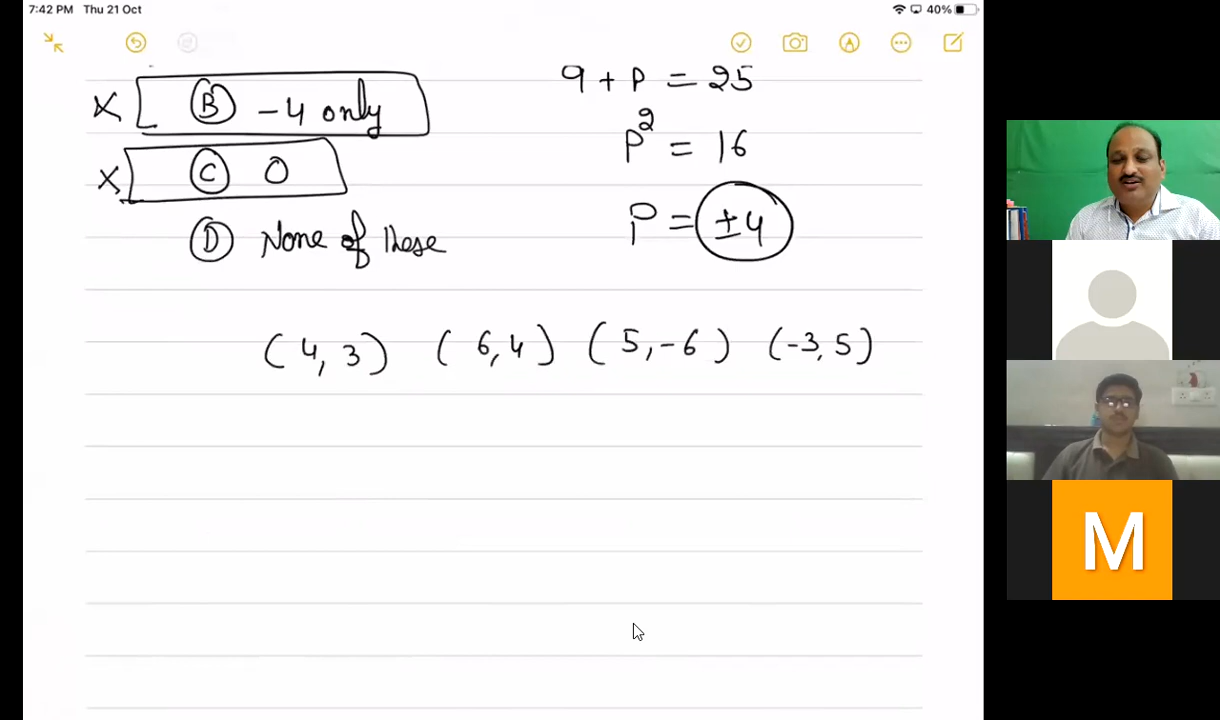 7:42 PM Thu 21 Oct
40%
9 + P = 25
X B -4 only
P² = 16
X C 0
P = ±4
D None of these
(4, 3) (6, 4) (5, -6) (-3, 5)
M